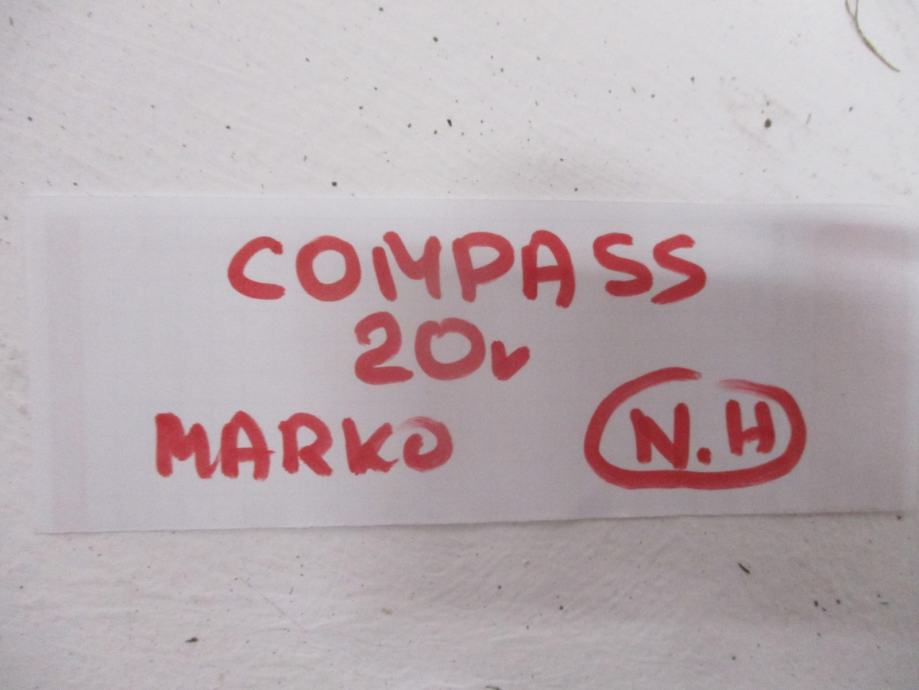 COMPASS
20v
MARKO N.H